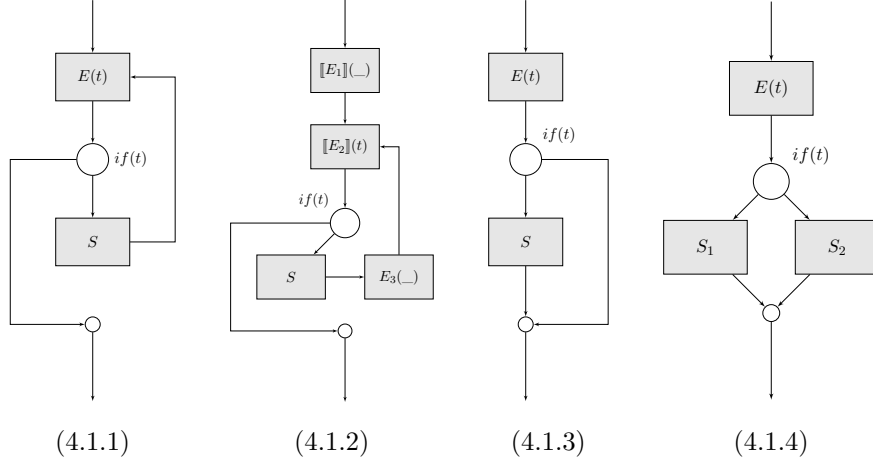 E(t)
if(t)
S
(4.1.1)
⟦E₁⟧(_)
⟦E₂⟧(t)
if(t)
S
E₃(_)
(4.1.2)
E(t)
if(t)
S
(4.1.3)
E(t)
if(t)
S₁
S₂
(4.1.4)